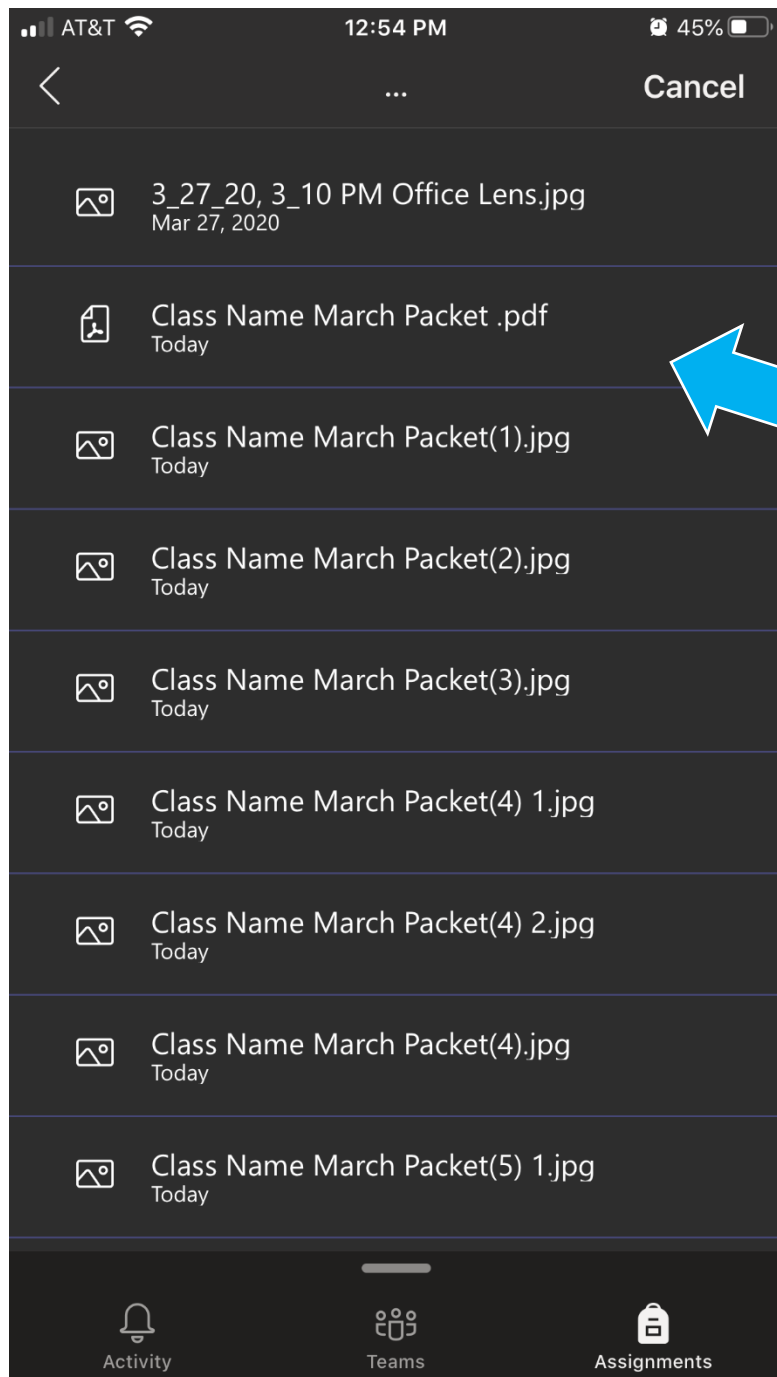 AT&T 12:54 PM 45%
... Cancel
3_27_20, 3_10 PM Office Lens.jpg
Mar 27, 2020
Class Name March Packet .pdf
Today
Class Name March Packet(1).jpg
Today
Class Name March Packet(2).jpg
Today
Class Name March Packet(3).jpg
Today
Class Name March Packet(4) 1.jpg
Today
Class Name March Packet(4) 2.jpg
Today
Class Name March Packet(4).jpg
Today
Class Name March Packet(5) 1.jpg
Today
Activity Teams Assignments